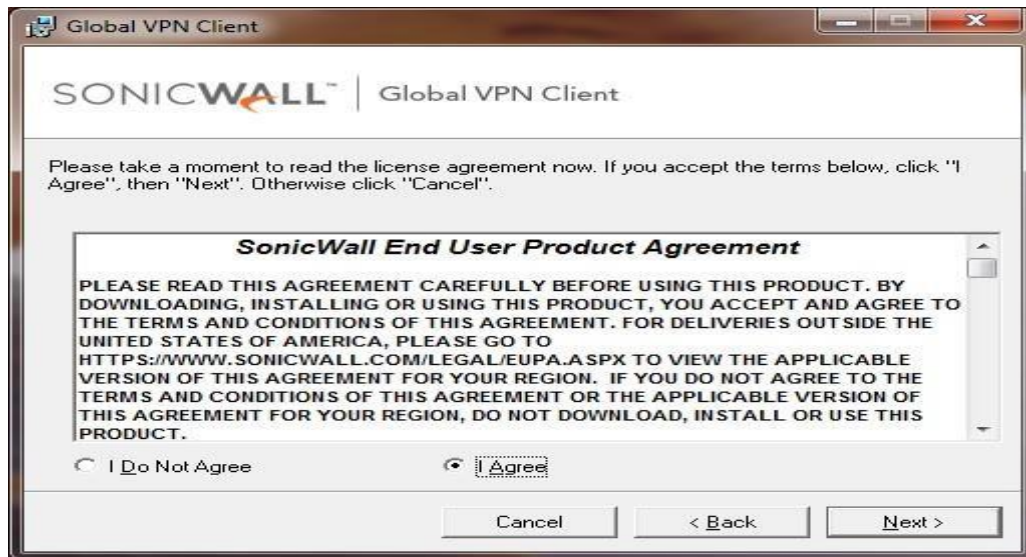 Global VPN Client
SONICWALL™ | Global VPN Client
Please take a moment to read the license agreement now. If you accept the terms below, click "I
Agree", then "Next". Otherwise click "Cancel".
SonicWall End User Product Agreement
PLEASE READ THIS AGREEMENT CAREFULLY BEFORE USING THIS PRODUCT. BY
DOWNLOADING, INSTALLING OR USING THIS PRODUCT, YOU ACCEPT AND AGREE TO
THE TERMS AND CONDITIONS OF THIS AGREEMENT. FOR DELIVERIES OUTSIDE THE
UNITED STATES OF AMERICA, PLEASE GO TO
HTTPS://WWW.SONICWALL.COM/LEGAL/EUPA.ASPX TO VIEW THE APPLICABLE
VERSION OF THIS AGREEMENT FOR YOUR REGION. IF YOU DO NOT AGREE TO THE
TERMS AND CONDITIONS OF THIS AGREEMENT OR THE APPLICABLE VERSION OF
THIS AGREEMENT FOR YOUR REGION, DO NOT DOWNLOAD, INSTALL OR USE THIS
PRODUCT.
I Do Not Agree I Agree
Cancel < Back Next >